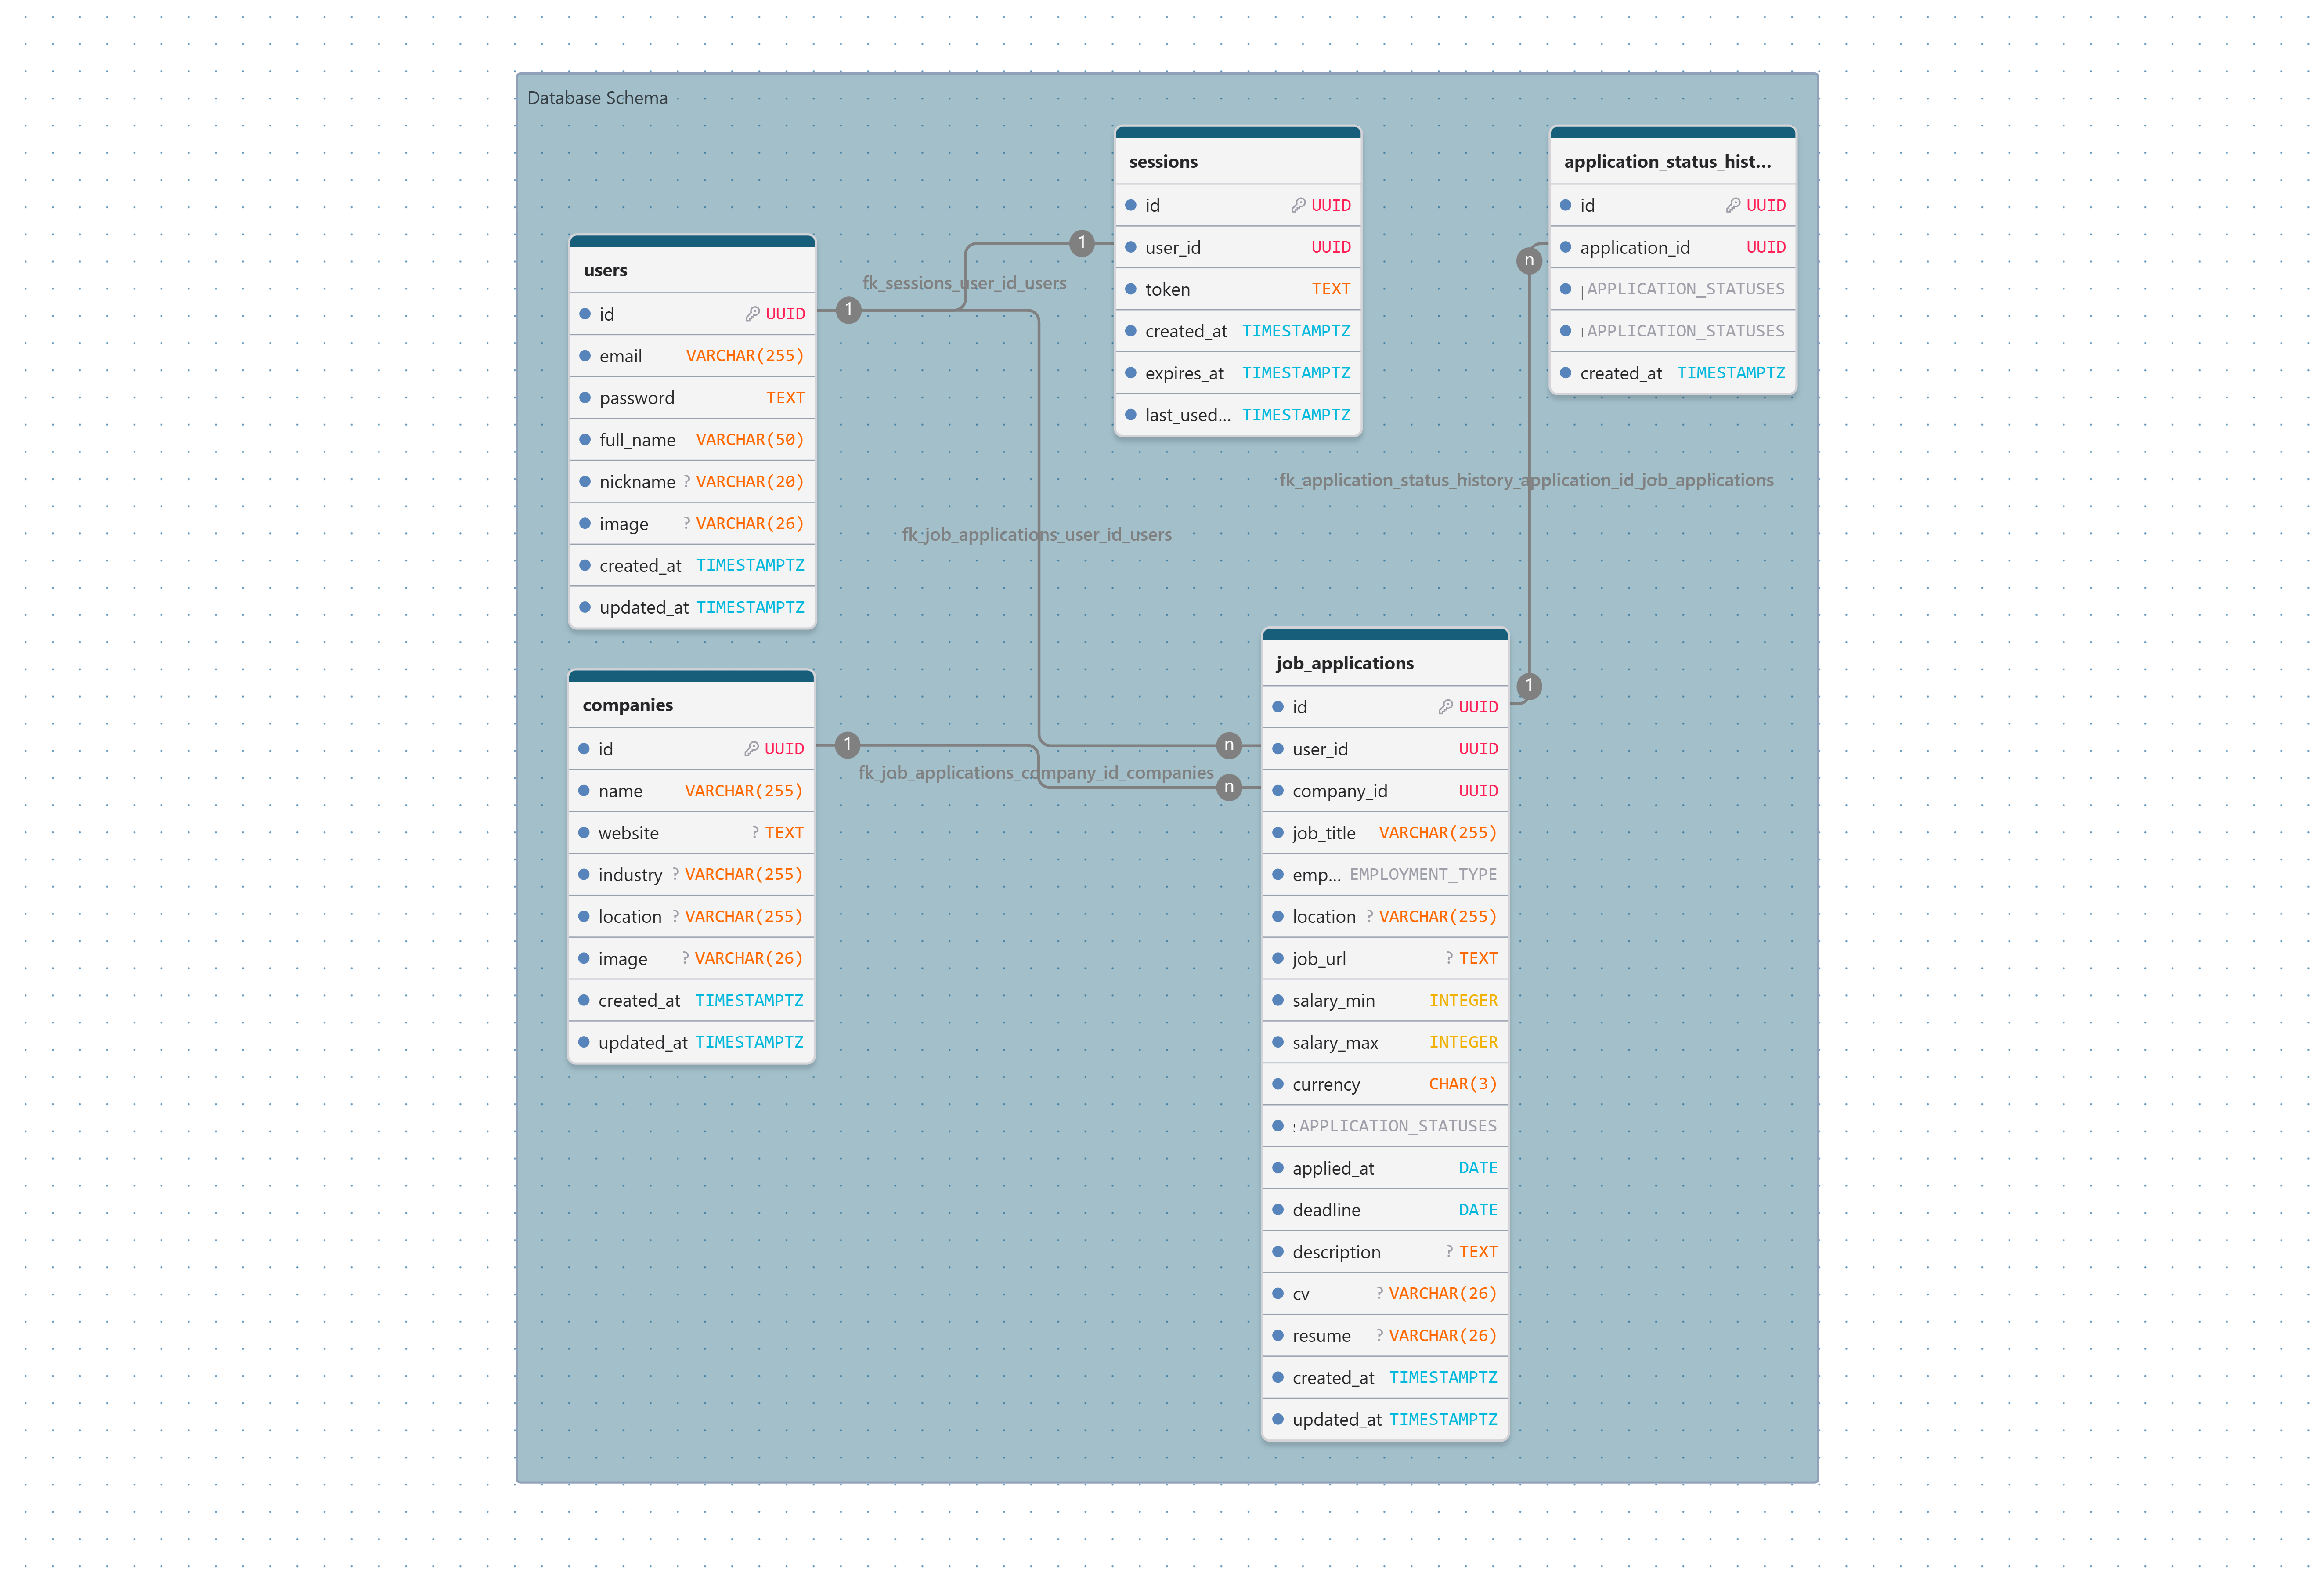 Database Schema
users
id UUID
email VARCHAR(255)
password TEXT
full_name VARCHAR(50)
nickname ? VARCHAR(20)
image ? VARCHAR(26)
created_at TIMESTAMPTZ
updated_at TIMESTAMPTZ
sessions
id UUID
user_id UUID
token TEXT
created_at TIMESTAMPTZ
expires_at TIMESTAMPTZ
last_used... TIMESTAMPTZ
application_status_hist...
id UUID
application_id UUID
APPLICATION_STATUSES
APPLICATION_STATUSES
created_at TIMESTAMPTZ
1
1
fk_sessions_user_id_users
n
fk_application_status_history_application_id_job_applications
1
fk_job_applications_user_id_users
n
companies
id UUID
name VARCHAR(255)
website ? TEXT
industry ? VARCHAR(255)
location ? VARCHAR(255)
image ? VARCHAR(26)
created_at TIMESTAMPTZ
updated_at TIMESTAMPTZ
1
fk_job_applications_company_id_companies
n
job_applications
id UUID
user_id UUID
company_id UUID
job_title VARCHAR(255)
emp... EMPLOYMENT_TYPE
location ? VARCHAR(255)
job_url ? TEXT
salary_min INTEGER
salary_max INTEGER
currency CHAR(3)
APPLICATION_STATUSES
applied_at DATE
deadline DATE
description ? TEXT
cv ? VARCHAR(26)
resume ? VARCHAR(26)
created_at TIMESTAMPTZ
updated_at TIMESTAMPTZ